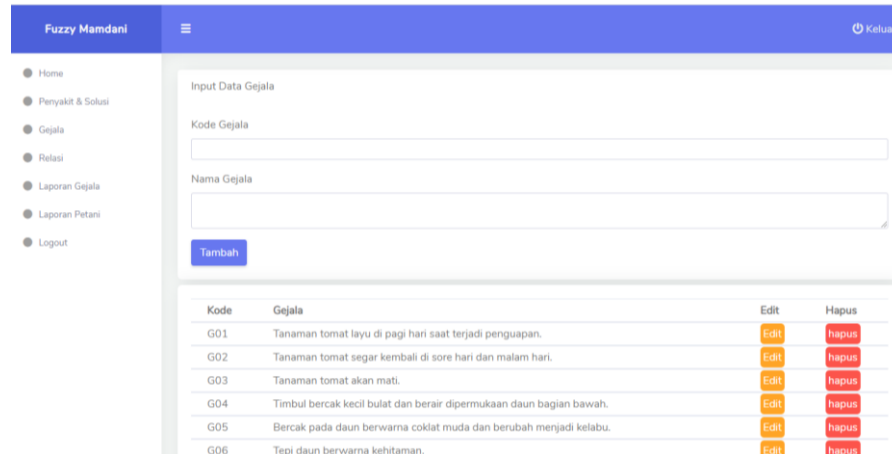 Fuzzy Mamdani
Home
Penyakit & Solusi
Gejala
Relasi
Laporan Gejala
Laporan Petani
Logout
Input Data Gejala
Kode Gejala
Nama Gejala
Tambah
Kode Gejala Edit Hapus
G01 Tanaman tomat layu di pagi hari saat terjadi penguapan. Edit hapus
G02 Tanaman tomat segar kembali di sore hari dan malam hari. Edit hapus
G03 Tanaman tomat akan mati. Edit hapus
G04 Timbul bercak kecil bulat dan berair dipermukaan daun bagian bawah. Edit hapus
G05 Bercak pada daun berwarna coklat muda dan berubah menjadi kelabu. Edit hapus
G06 Tepi daun berwarna kehitaman. Edit hapus